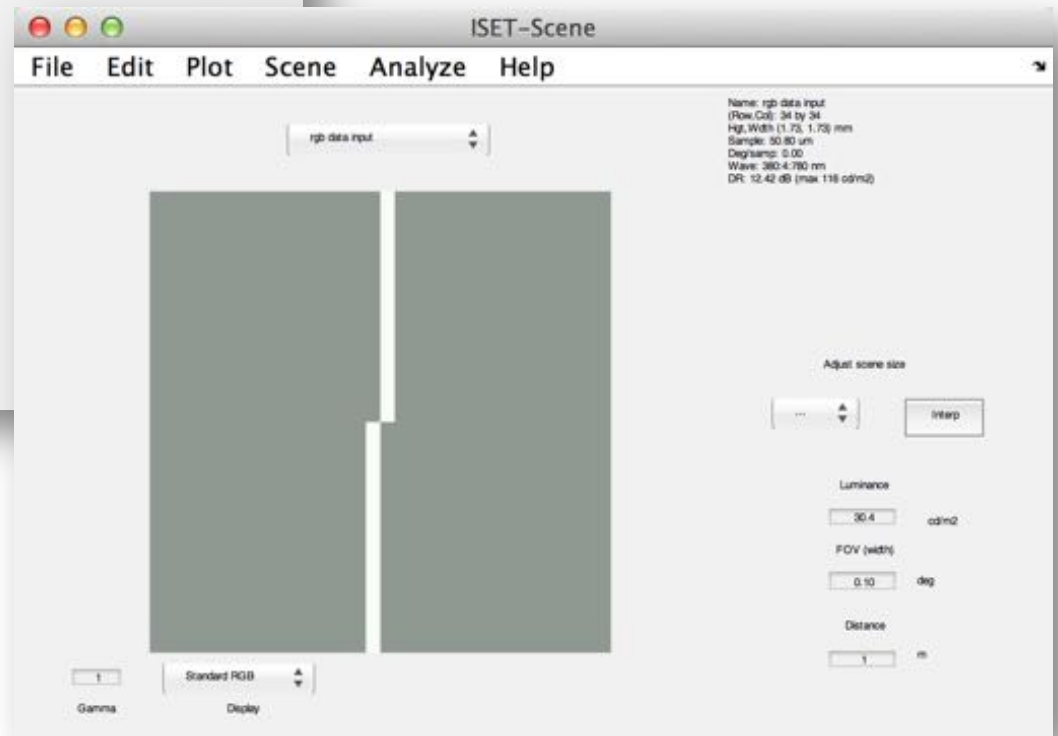 ISET-Scene
File Edit Plot Scene Analyze Help
rgb data input
Name: rgb data input
(Row,Col): 34 by 34
Hgt,Wdth (1.73, 1.73) mm
Sample: 50.80 um
Deg/samp: 0.00
Wave: 380:4:780 nm
DR: 12.42 dB (max 116 cd/m2)
Adjust scene size
... Interp
Luminance
30.4 cd/m2
FOV (width)
0.10 deg
Distance
1 m
1 Standard RGB
Gamma Display